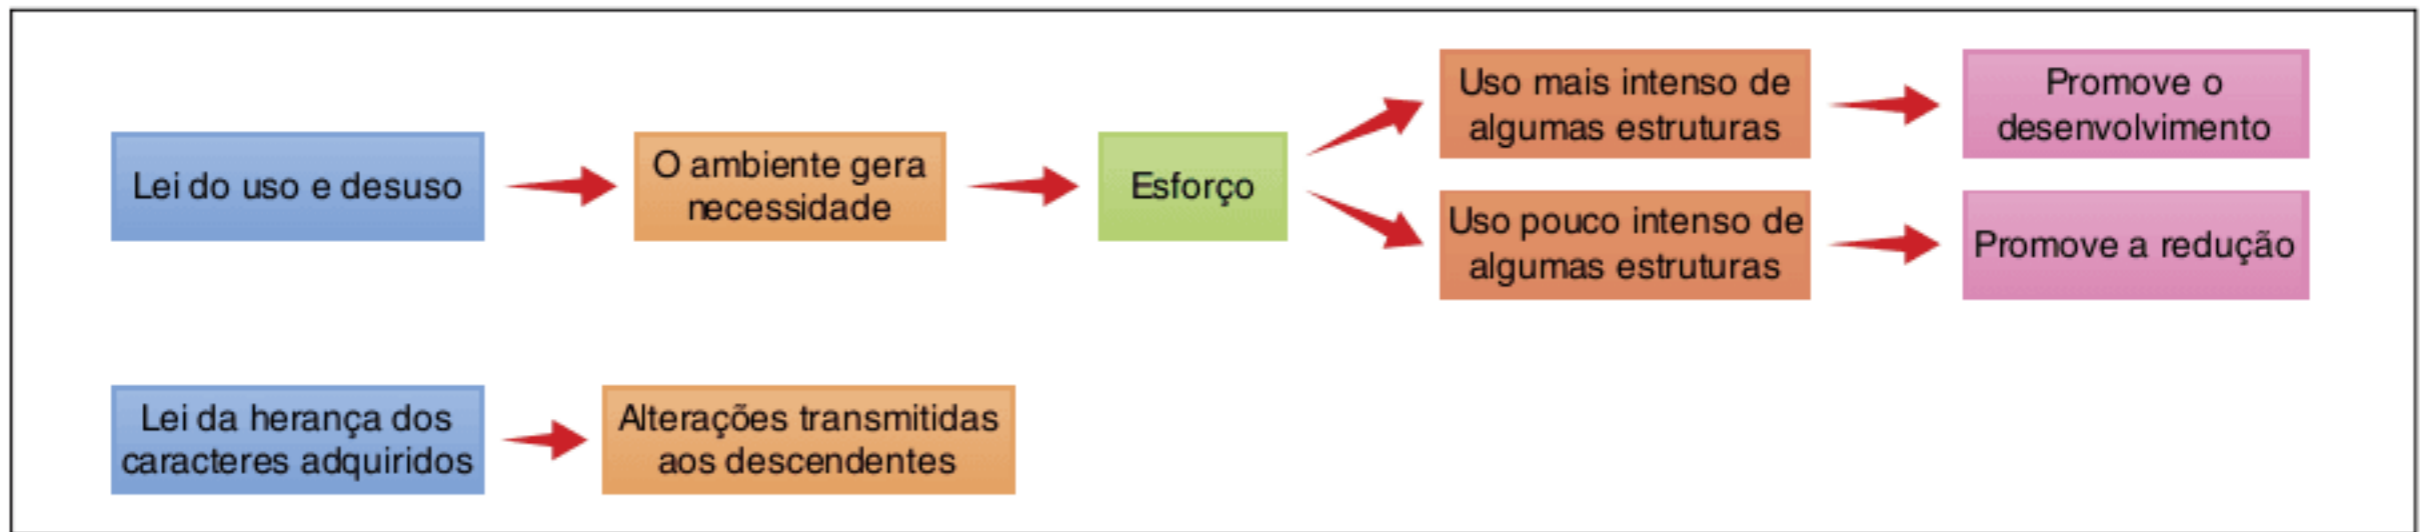 Lei do uso e desuso
O ambiente gera
necessidade
Esforço
Uso mais intenso de
algumas estruturas
Promove o
desenvolvimento
Uso pouco intenso de
algumas estruturas
Promove a redução
Lei da herança dos
caracteres adquiridos
Alterações transmitidas
aos descendentes